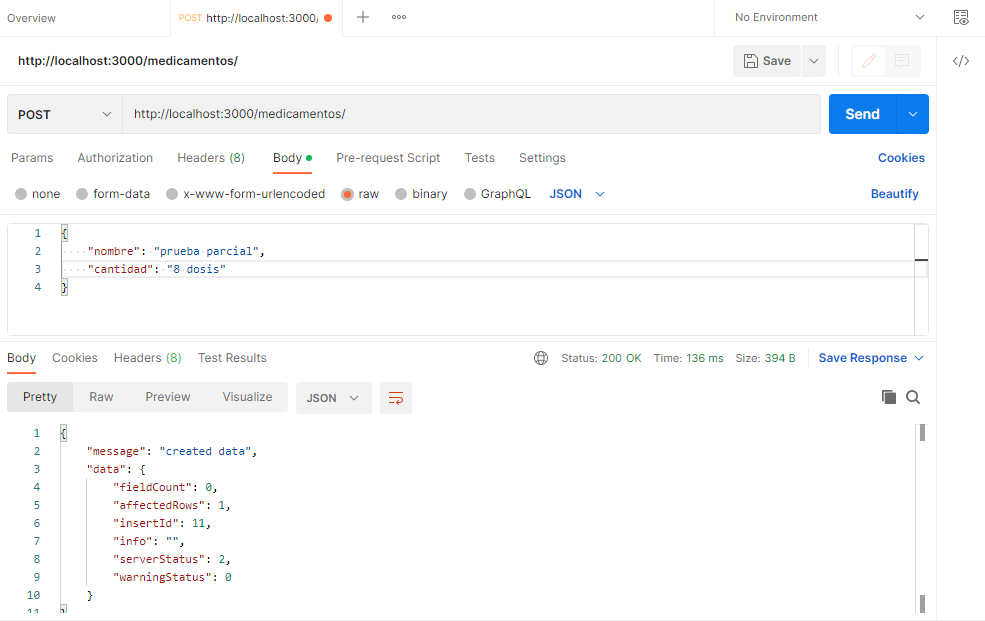 Overview
POST http://localhost:3000/
No Environment
http://localhost:3000/medicamentos/
Save
POST
http://localhost:3000/medicamentos/
Send
Params Authorization Headers (8) Body Pre-request Script Tests Settings Cookies
none form-data x-www-form-urlencoded raw binary GraphQL JSON Beautify
1 {
2 "nombre": "prueba parcial",
3 "cantidad": "8 dosis"
4 }
Body Cookies Headers (8) Test Results Status: 200 OK Time: 136 ms Size: 394 B Save Response
Pretty Raw Preview Visualize JSON
1 {
2 "message": "created data",
3 "data": {
4 "fieldCount": 0,
5 "affectedRows": 1,
6 "insertId": 11,
7 "info": "",
8 "serverStatus": 2,
9 "warningStatus": 0
10 }
11 }